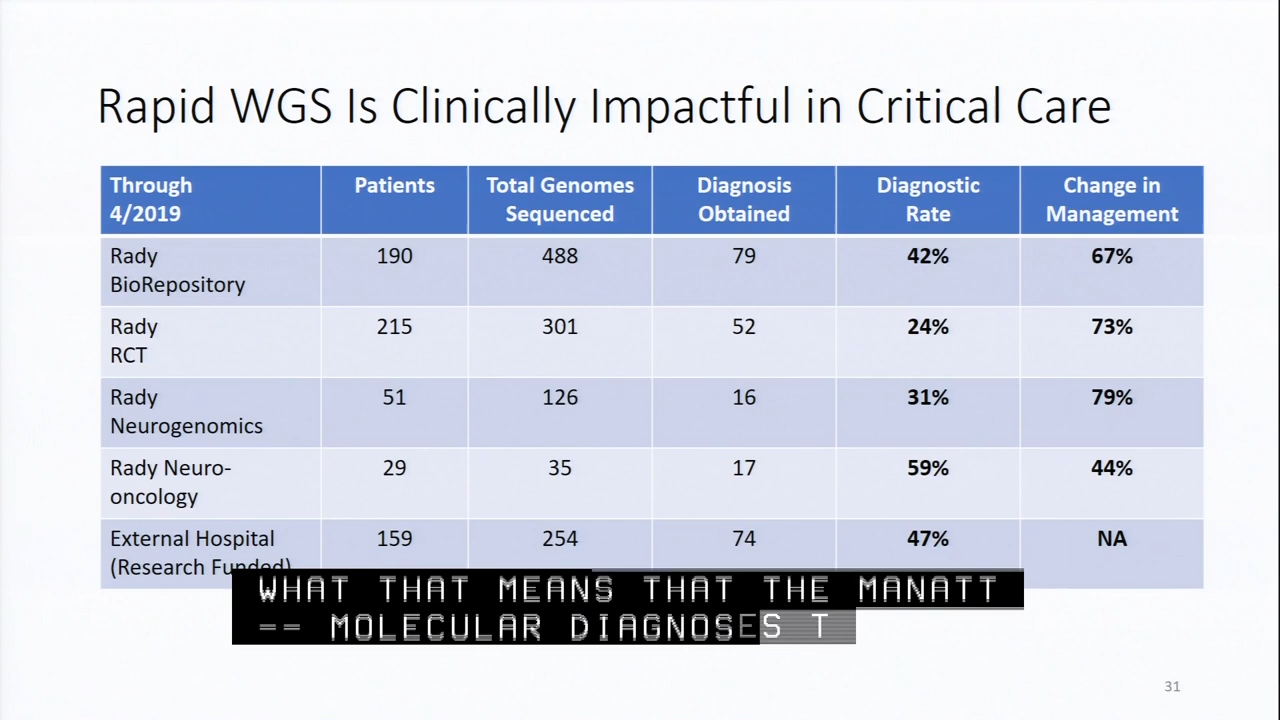 Rapid WGS Is Clinically Impactful in Critical Care
Through 4/2019 Patients Total Genomes Sequenced Diagnosis Obtained Diagnostic Rate Change in Management
Rady BioRepository 190 488 79 42% 67%
Rady RCT 215 301 52 24% 73%
Rady Neurogenomics 51 126 16 31% 79%
Rady Neuro-oncology 29 35 17 59% 44%
External Hospital (Research Funded) 159 254 74 47% NA
WHAT THAT MEANS THAT THE MANATT
-- MOLECULAR DIAGNOSES T
31